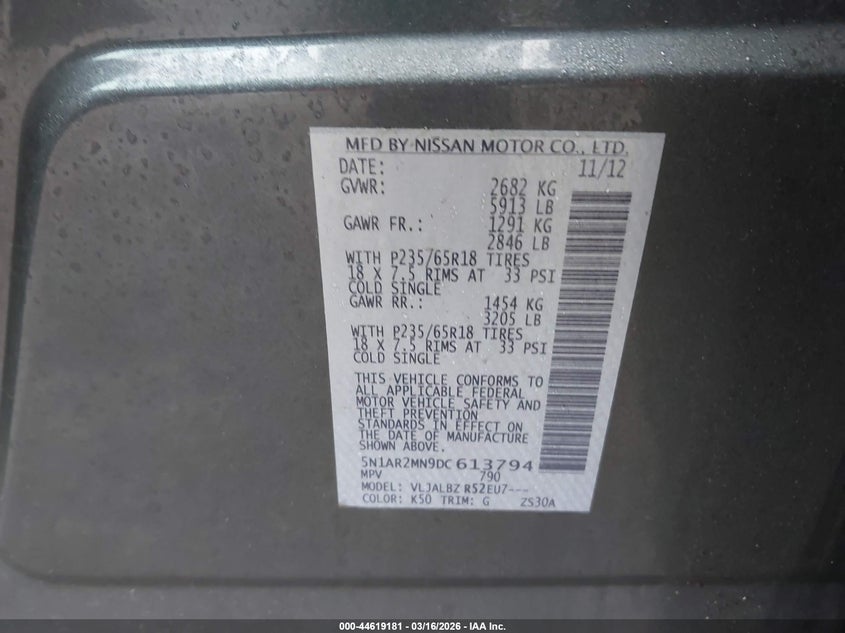 MFD BY NISSAN MOTOR CO., LTD.
DATE: 11/12
GVWR: 2682 KG
5913 LB
GAWR FR.: 1291 KG
2846 LB
WITH P235/65R18 TIRES
18 X 7.5 RIMS AT 33 PSI
COLD SINGLE
GAWR RR.: 1454 KG
3205 LB
WITH P235/65R18 TIRES
18 X 7.5 RIMS AT 33 PSI
COLD SINGLE
THIS VEHICLE CONFORMS TO
ALL APPLICABLE FEDERAL
MOTOR VEHICLE SAFETY AND
THEFT PREVENTION
STANDARDS IN EFFECT ON
THE DATE OF MANUFACTURE
SHOWN ABOVE.
5N1AR2MN9DC613794
MPV 790
MODEL: VLJALBZ R52EU7---
COLOR: K50 TRIM: G ZS30A
000-44619181 - 03/16/2026 - IAA Inc.